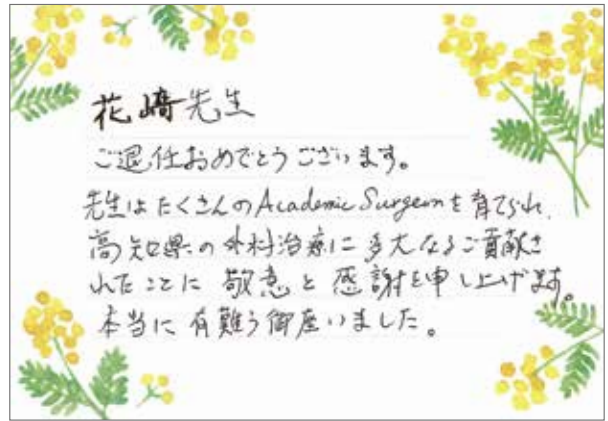 花崎先生
ご退任おめでとうございます。
先生はたくさんのAcademic Surgeonを育てられ、
高知県の外科治療に多大なるご貢献さ
れたことに 敬意と感謝を申し上げます。
本当に有難う御座いました。